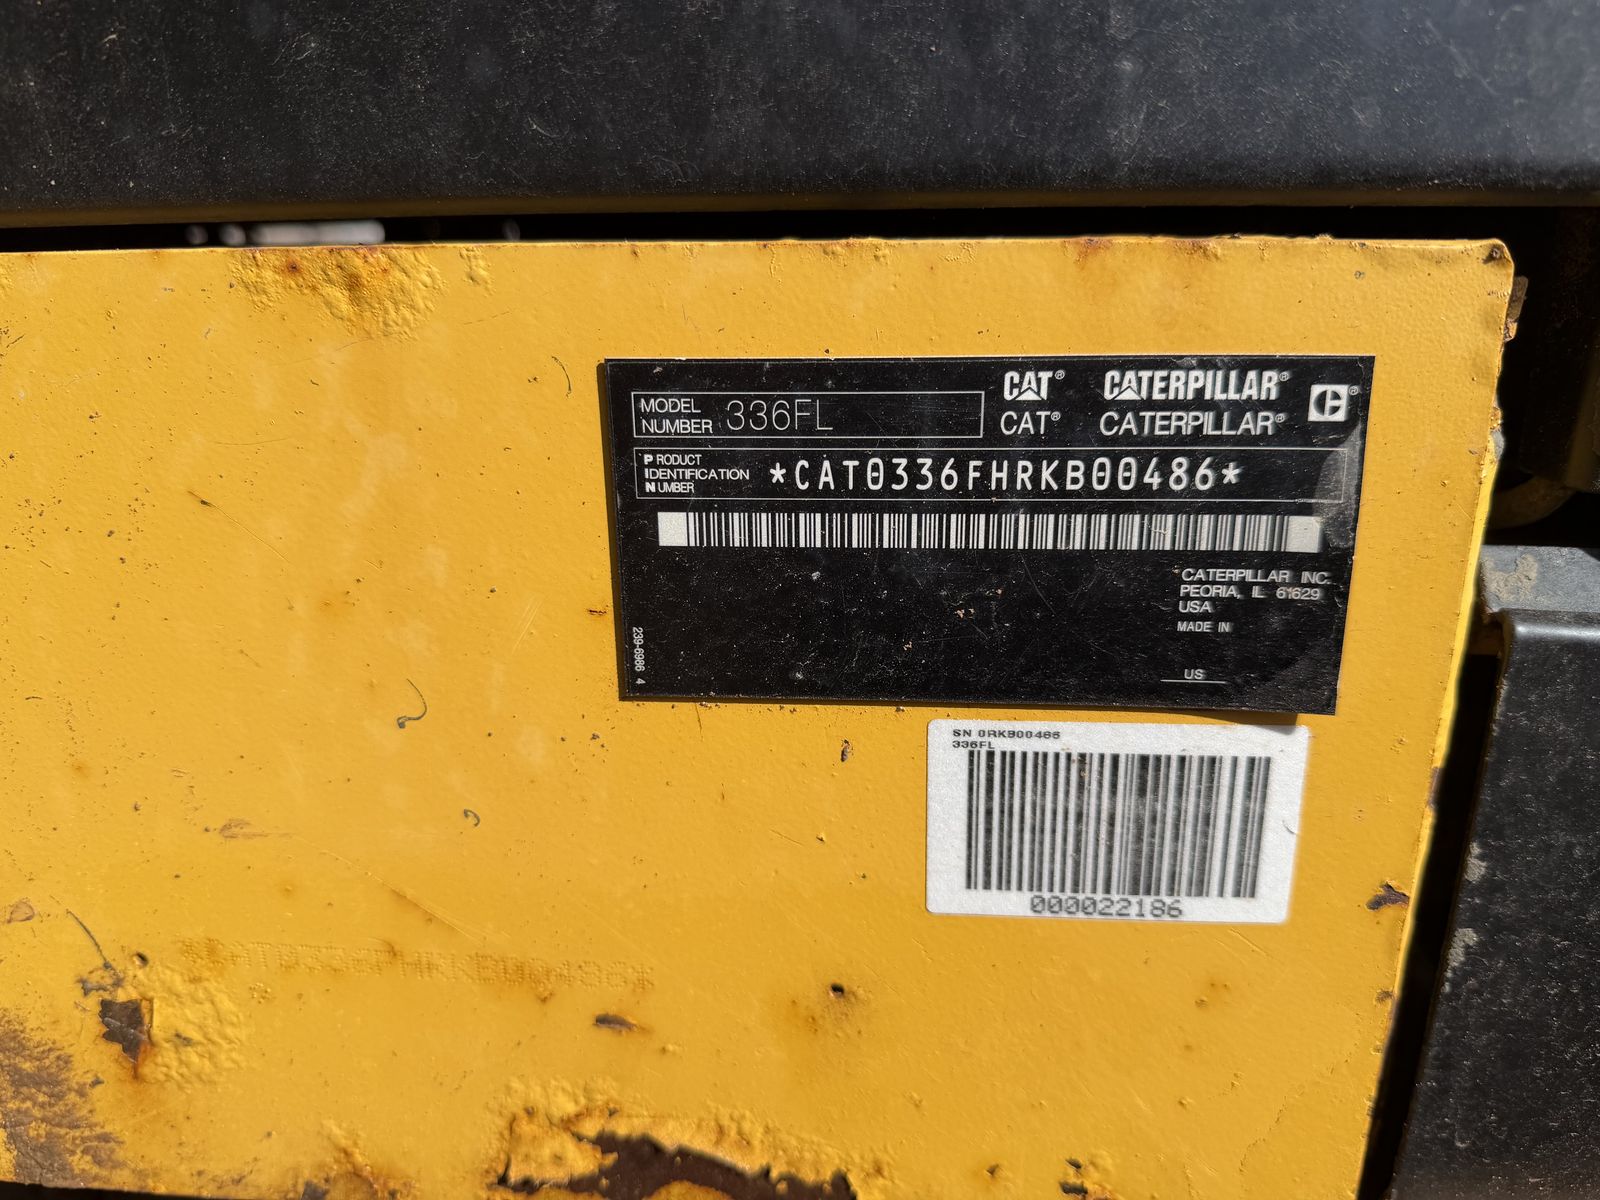 MODEL NUMBER 336FL
CAT® CATERPILLAR® ®
CAT® CATERPILLAR®
PRODUCT IDENTIFICATION NUMBER *CAT0336FHRKB00486*
CATERPILLAR INC.
PEORIA, IL 61629
USA
MADE IN
US
239-6986 4
SN 0RKB00486
336FL
000022186
*CAT0336FHRKB00486*